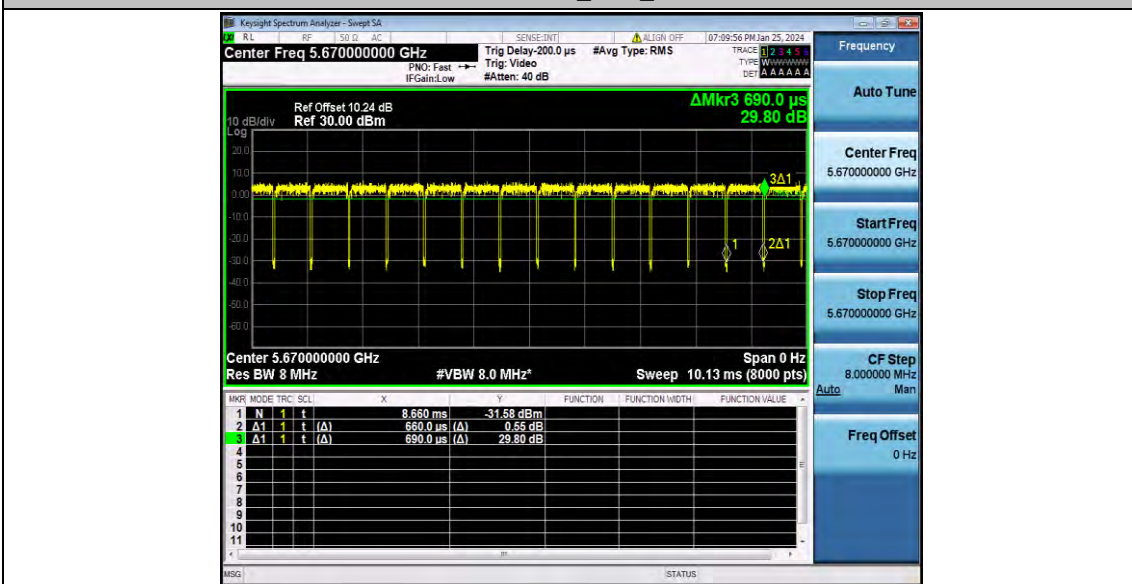 Keysight Spectrum Analyzer - Swept SA
RL RF 50 Ω AC SENSE:INT ALIGN OFF 07:09:56 PM Jan 25, 2024
Center Freq 5.670000000 GHz
PNO: Fast
IFGain:Low
Trig Delay-200.0 µs
Trig: Video
#Atten: 40 dB
#Avg Type: RMS
TRACE 1 2 3 4 5 6
TYPE W
DET A A A A A A
ΔMkr3 690.0 µs
29.80 dB
Ref Offset 10.24 dB
10 dB/div Ref 30.00 dBm
Log
20.0
10.0
0.00
-10.0
-20.0
-30.0
-40.0
-50.0
-60.0
3Δ1
1
2Δ1
Center 5.670000000 GHz Span 0 Hz
Res BW 8 MHz #VBW 8.0 MHz* Sweep 10.13 ms (8000 pts)
MKR MODE TRC SCL X Y FUNCTION FUNCTION WIDTH FUNCTION VALUE
1 N 1 t 8.660 ms -31.58 dBm
2 Δ1 1 t (Δ) 660.0 µs (Δ) 0.55 dB
3 Δ1 1 t (Δ) 690.0 µs (Δ) 29.80 dB
4
5
6
7
8
9
10
11
MSG STATUS
Frequency
Auto Tune
Center Freq
5.670000000 GHz
Start Freq
5.670000000 GHz
Stop Freq
5.670000000 GHz
CF Step
8.000000 MHz
Auto Man
Freq Offset
0 Hz